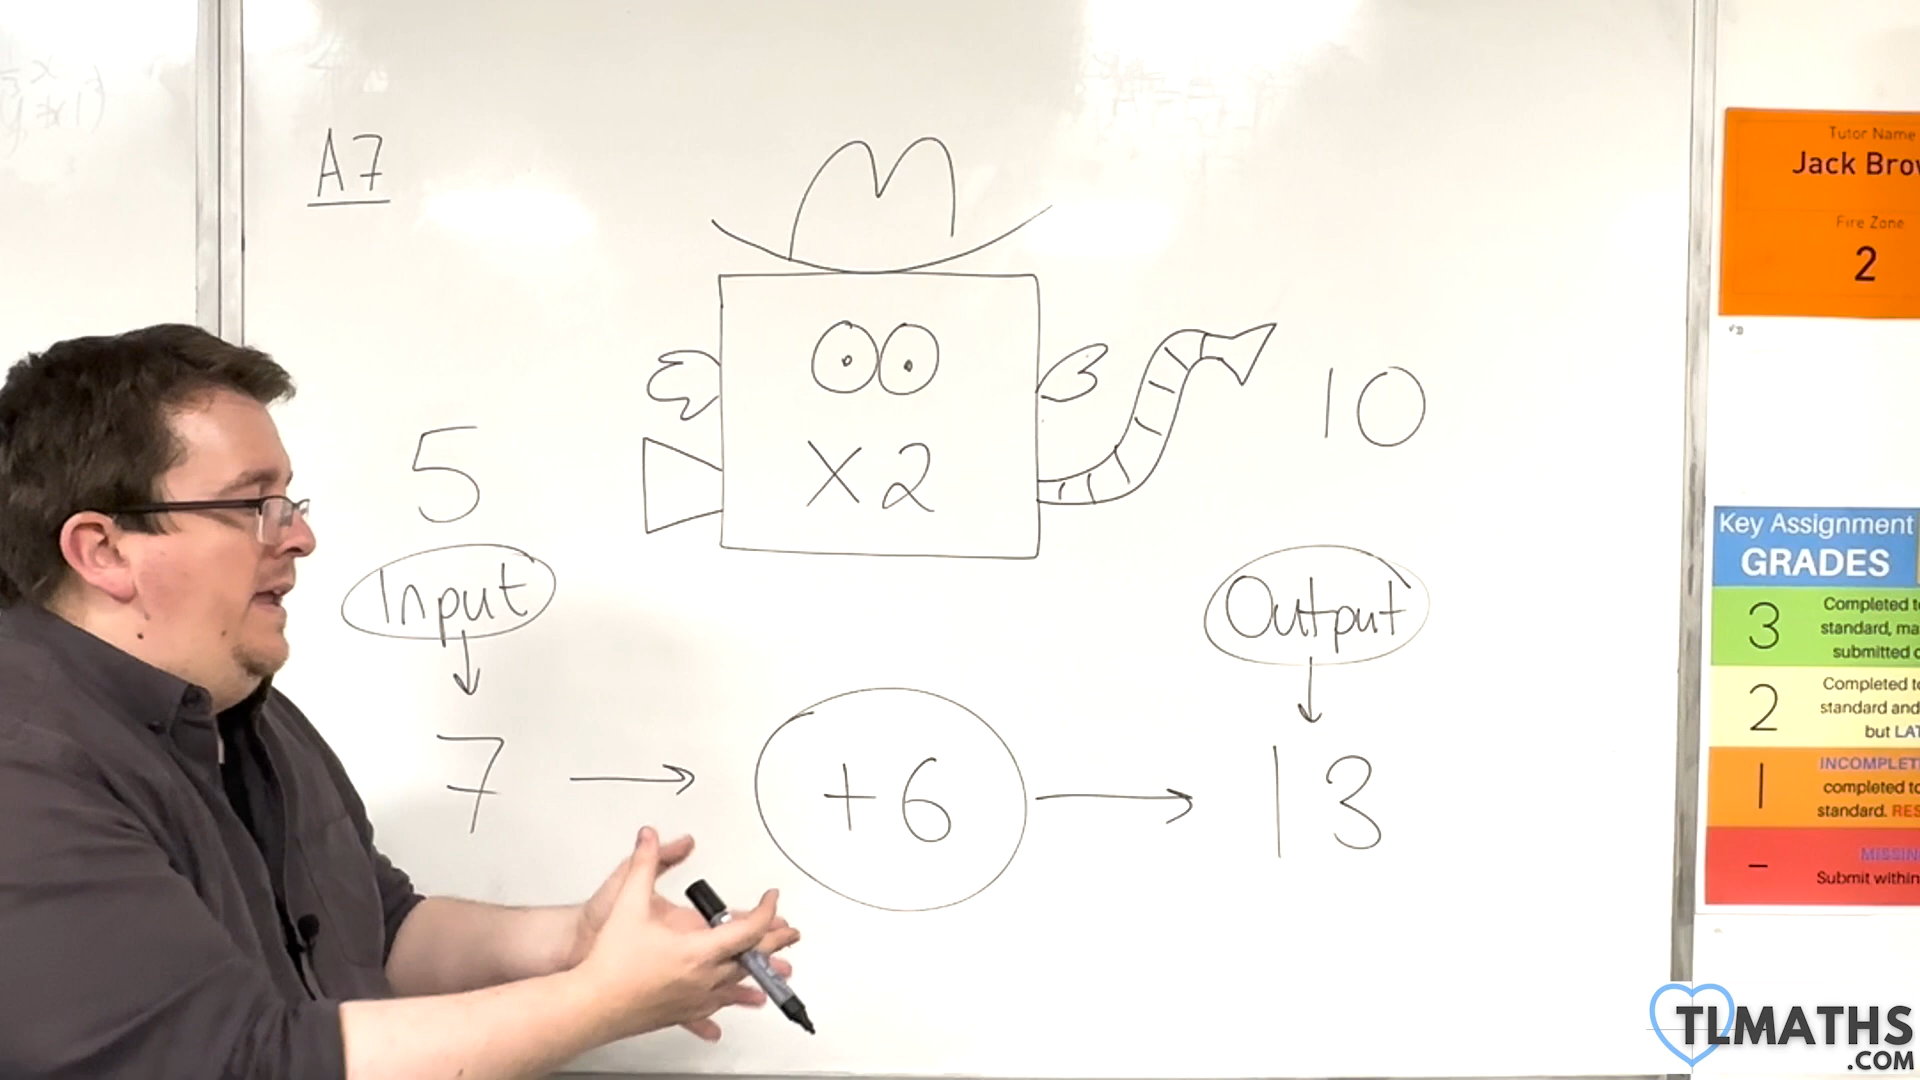 A7
5
×2
10
Input
Output
7 → +6 → 13
Tutor Name
Jack Brow
Fire Zone
2
Key Assignment
GRADES
3
Completed to
standard, ma
submitted o
2
Completed to
standard and
but LAT
1
INCOMPLET
completed to
standard. RES
-
MISSIN
Submit within
TLMATHS
.COM